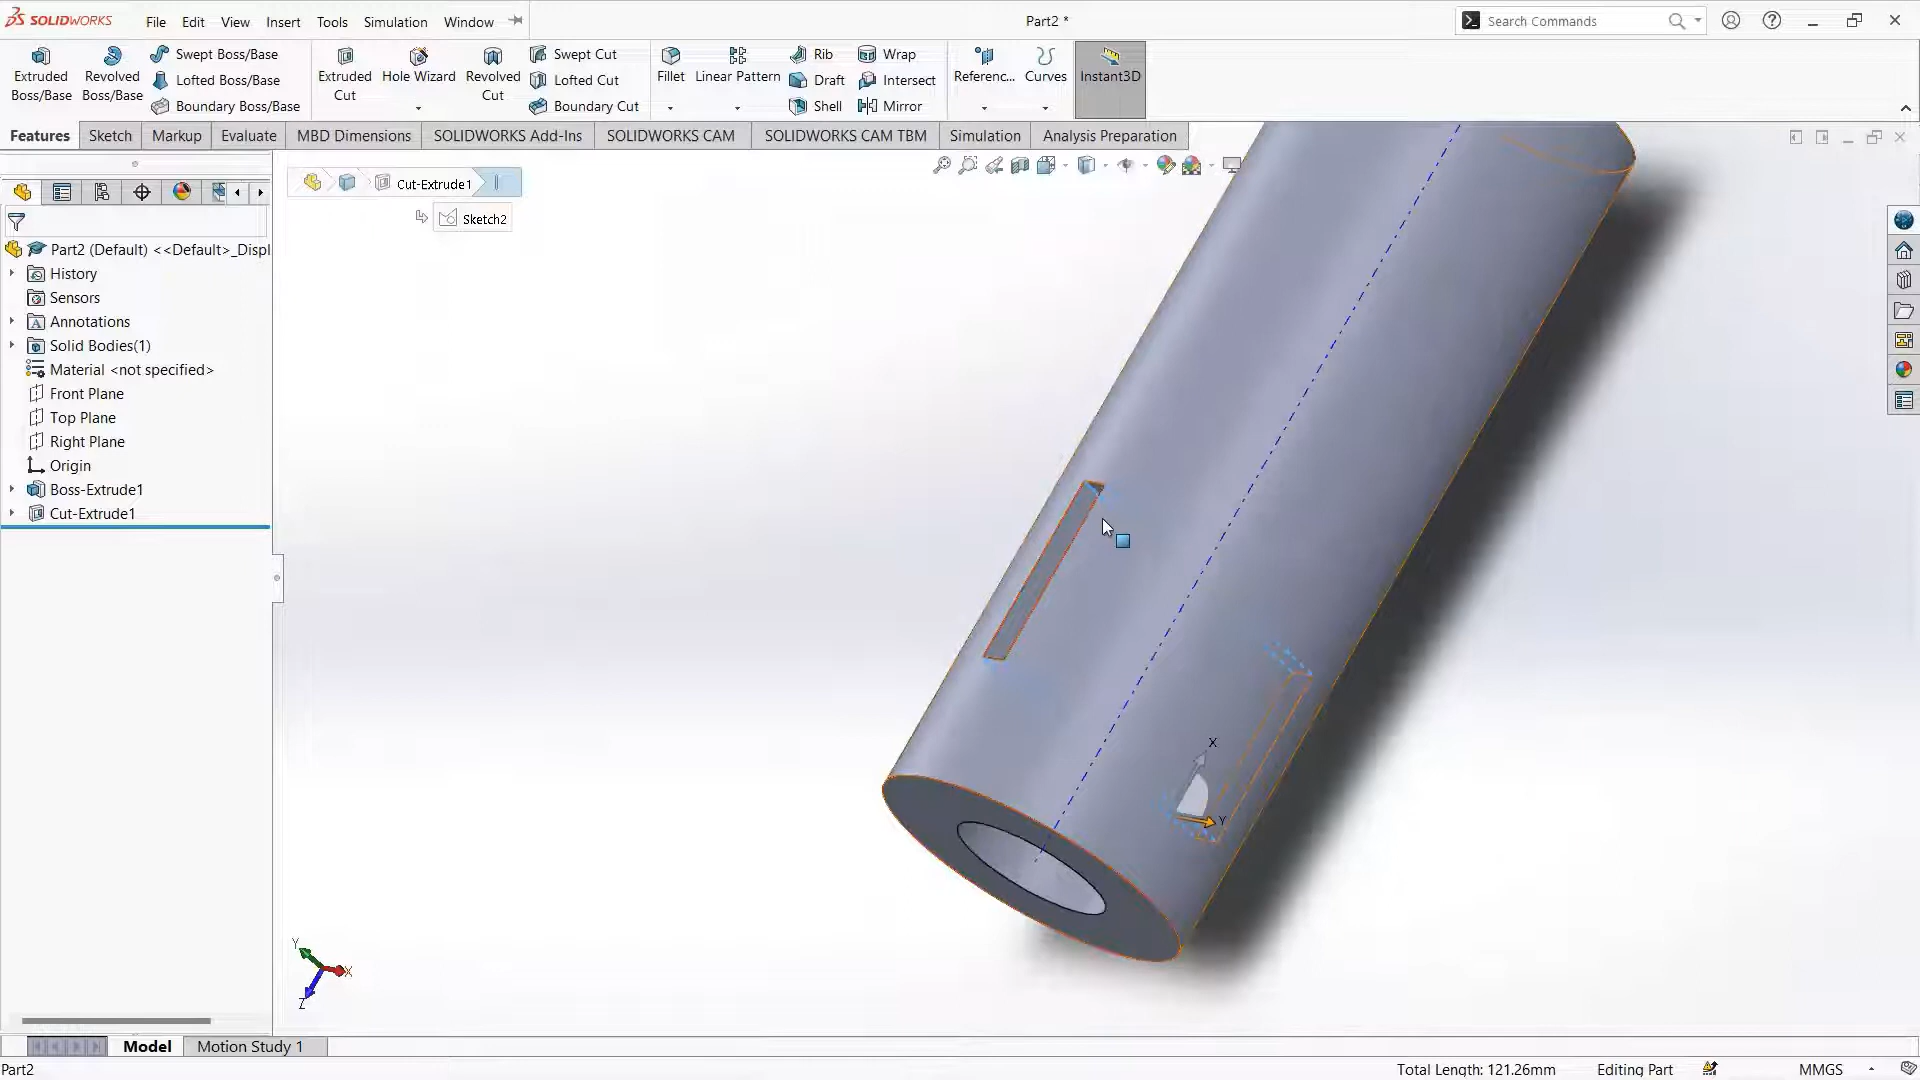 SOLIDWORKS File Edit View Insert Tools Simulation Window Part2 * Search Commands
Extruded Boss/Base
Revolved Boss/Base
Swept Boss/Base
Lofted Boss/Base
Boundary Boss/Base
Extruded Cut
Hole Wizard
Revolved Cut
Swept Cut
Lofted Cut
Boundary Cut
Fillet
Linear Pattern
Rib
Draft
Shell
Wrap
Intersect
Mirror
Referenc...
Curves
Instant3D
Features Sketch Markup Evaluate MBD Dimensions SOLIDWORKS Add-Ins SOLIDWORKS CAM SOLIDWORKS CAM TBM Simulation Analysis Preparation
Cut-Extrude1
Sketch2
Part2 (Default) <<Default>_Displ
History
Sensors
Annotations
Solid Bodies(1)
Material <not specified>
Front Plane
Top Plane
Right Plane
Origin
Boss-Extrude1
Cut-Extrude1
X
Y
Y
X
Z
Model Motion Study 1
Part2 Total Length: 121.26mm Editing Part MMGS